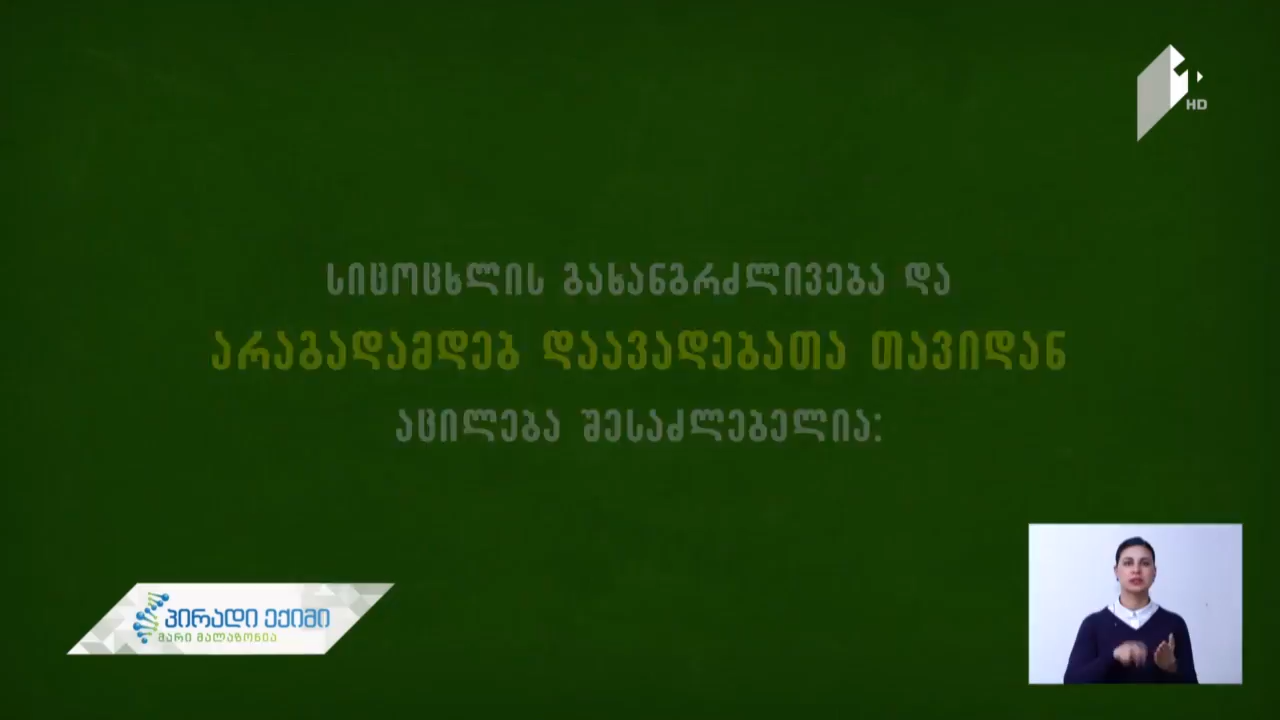 HD
სიცოცხლის გახანგრძლივება და
არაგადამდებ დაავადებათა თავიდან
აცილება შესაძლებელია:
პირადი ექიმი
მარი მალაზონია